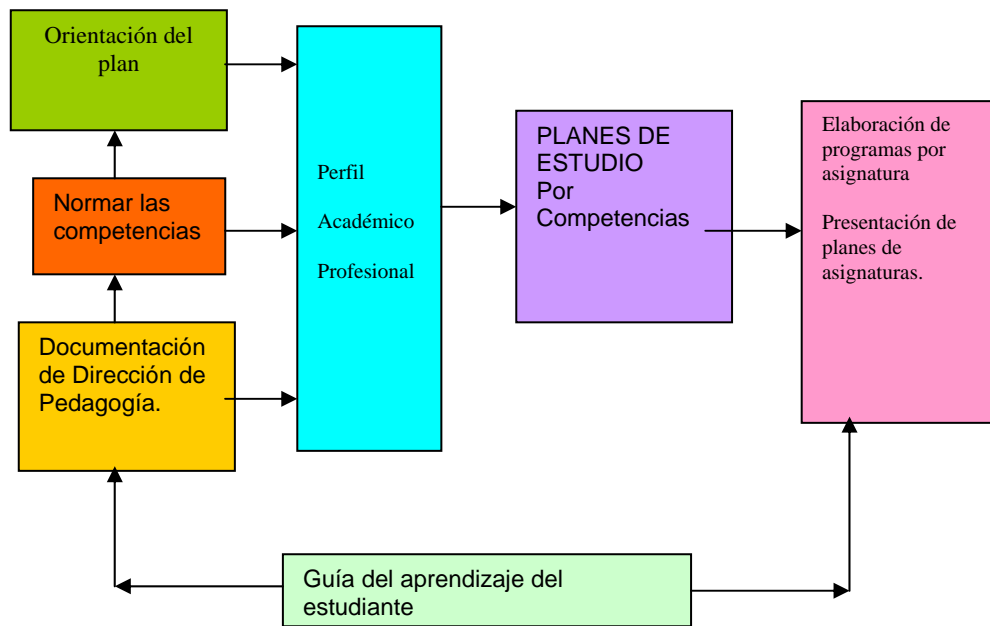 Orientación del
plan
Normar las
competencias
Documentación
de Dirección de
Pedagogía.
Perfil
Académico
Profesional
PLANES DE
ESTUDIO
Por
Competencias
Elaboración de
programas por
asignatura
Presentación de
planes de
asignaturas.
Guía del aprendizaje del
estudiante